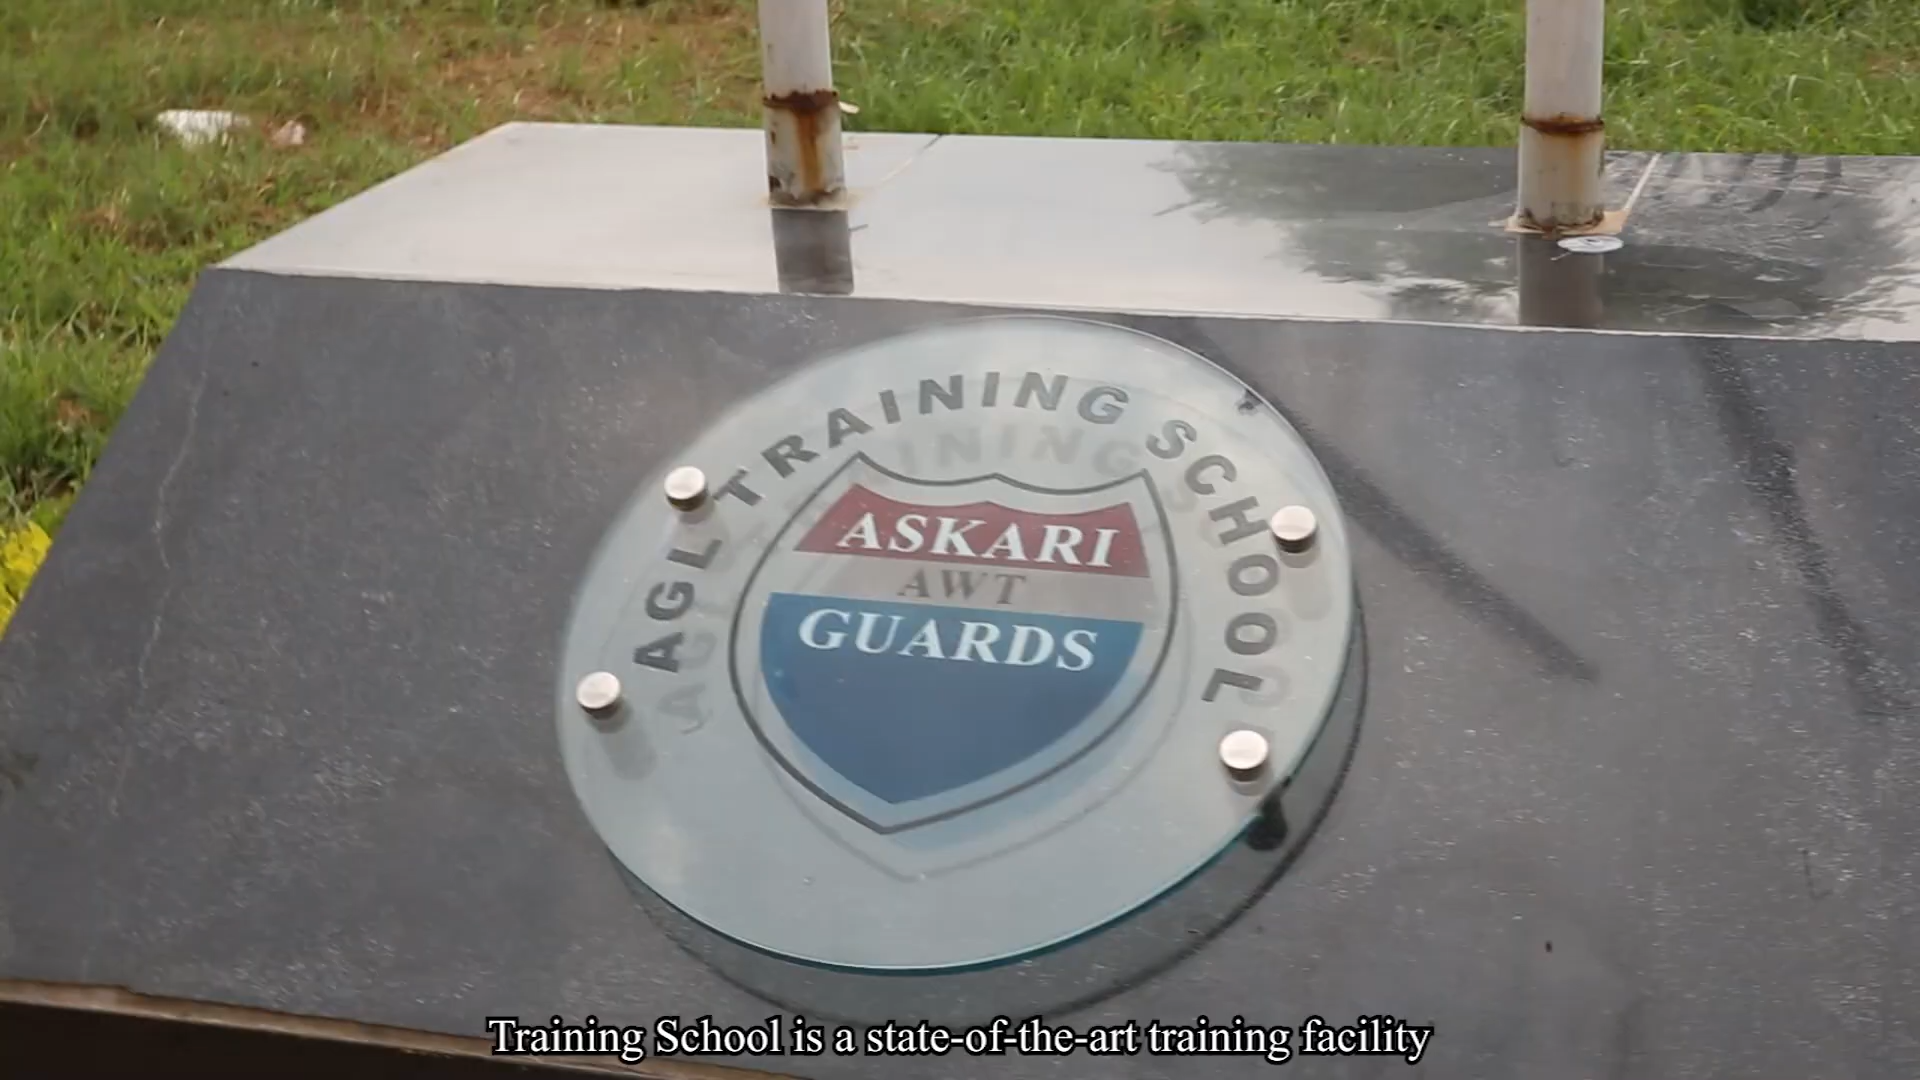 AGL TRAINING SCHOOL
ASKARI
AWT
GUARDS
Training School is a state-of-the-art training facility